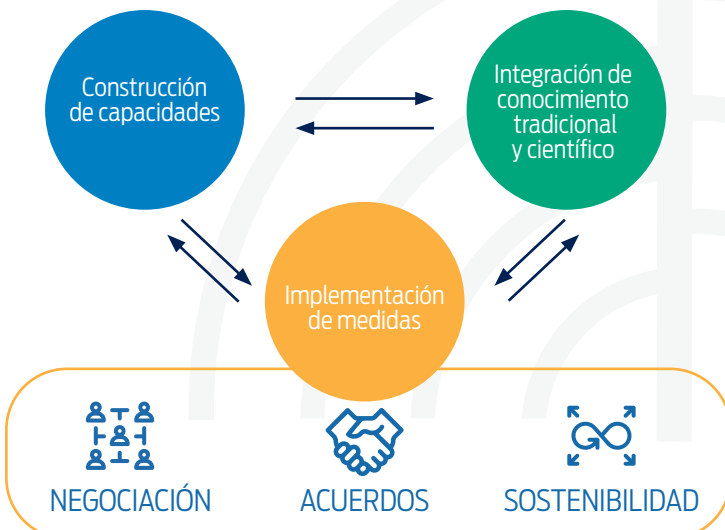 Construcción
de capacidades
Integración de
conocimiento
tradicional
y científico
Implementación
de medidas
NEGOCIACIÓN
ACUERDOS
SOSTENIBILIDAD